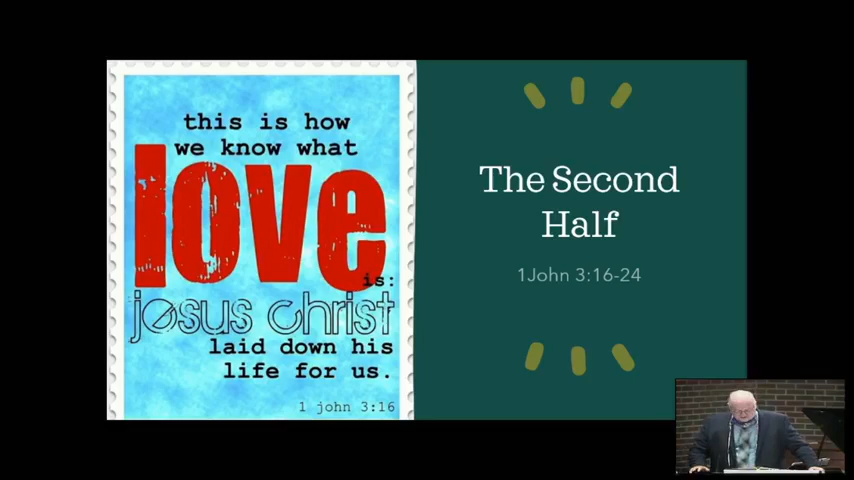 this is how
we know what
love
is:
jesus christ
laid down his
life for us.
1 john 3:16
The Second
Half
1John 3:16-24